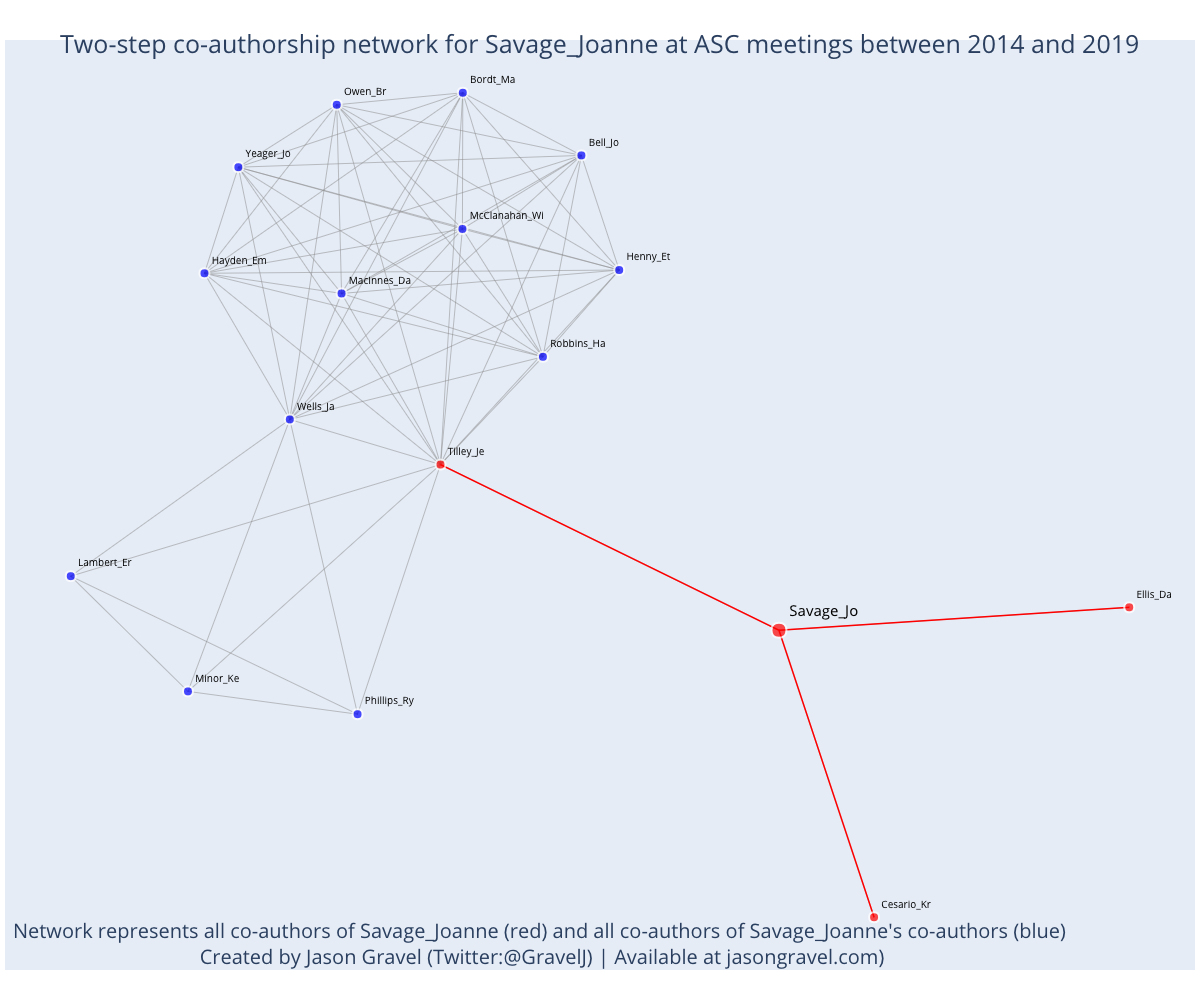 Two-step co-authorship network for Savage_Joanne at ASC meetings between 2014 and 2019
Bordt_Ma
Owen_Br
Bell_Jo
Yeager_Jo
McClanahan_Wi
Henny_Et
Hayden_Em
MacInnes_Da
Robbins_Ha
Wells_Ja
Tilley_Je
Lambert_Er
Ellis_Da
Savage_Jo
Minor_Ke
Phillips_Ry
Cesario_Kr
Network represents all co-authors of Savage_Joanne (red) and all co-authors of Savage_Joanne's co-authors (blue)
Created by Jason Gravel (Twitter:@GravelJ) | Available at jasongravel.com)